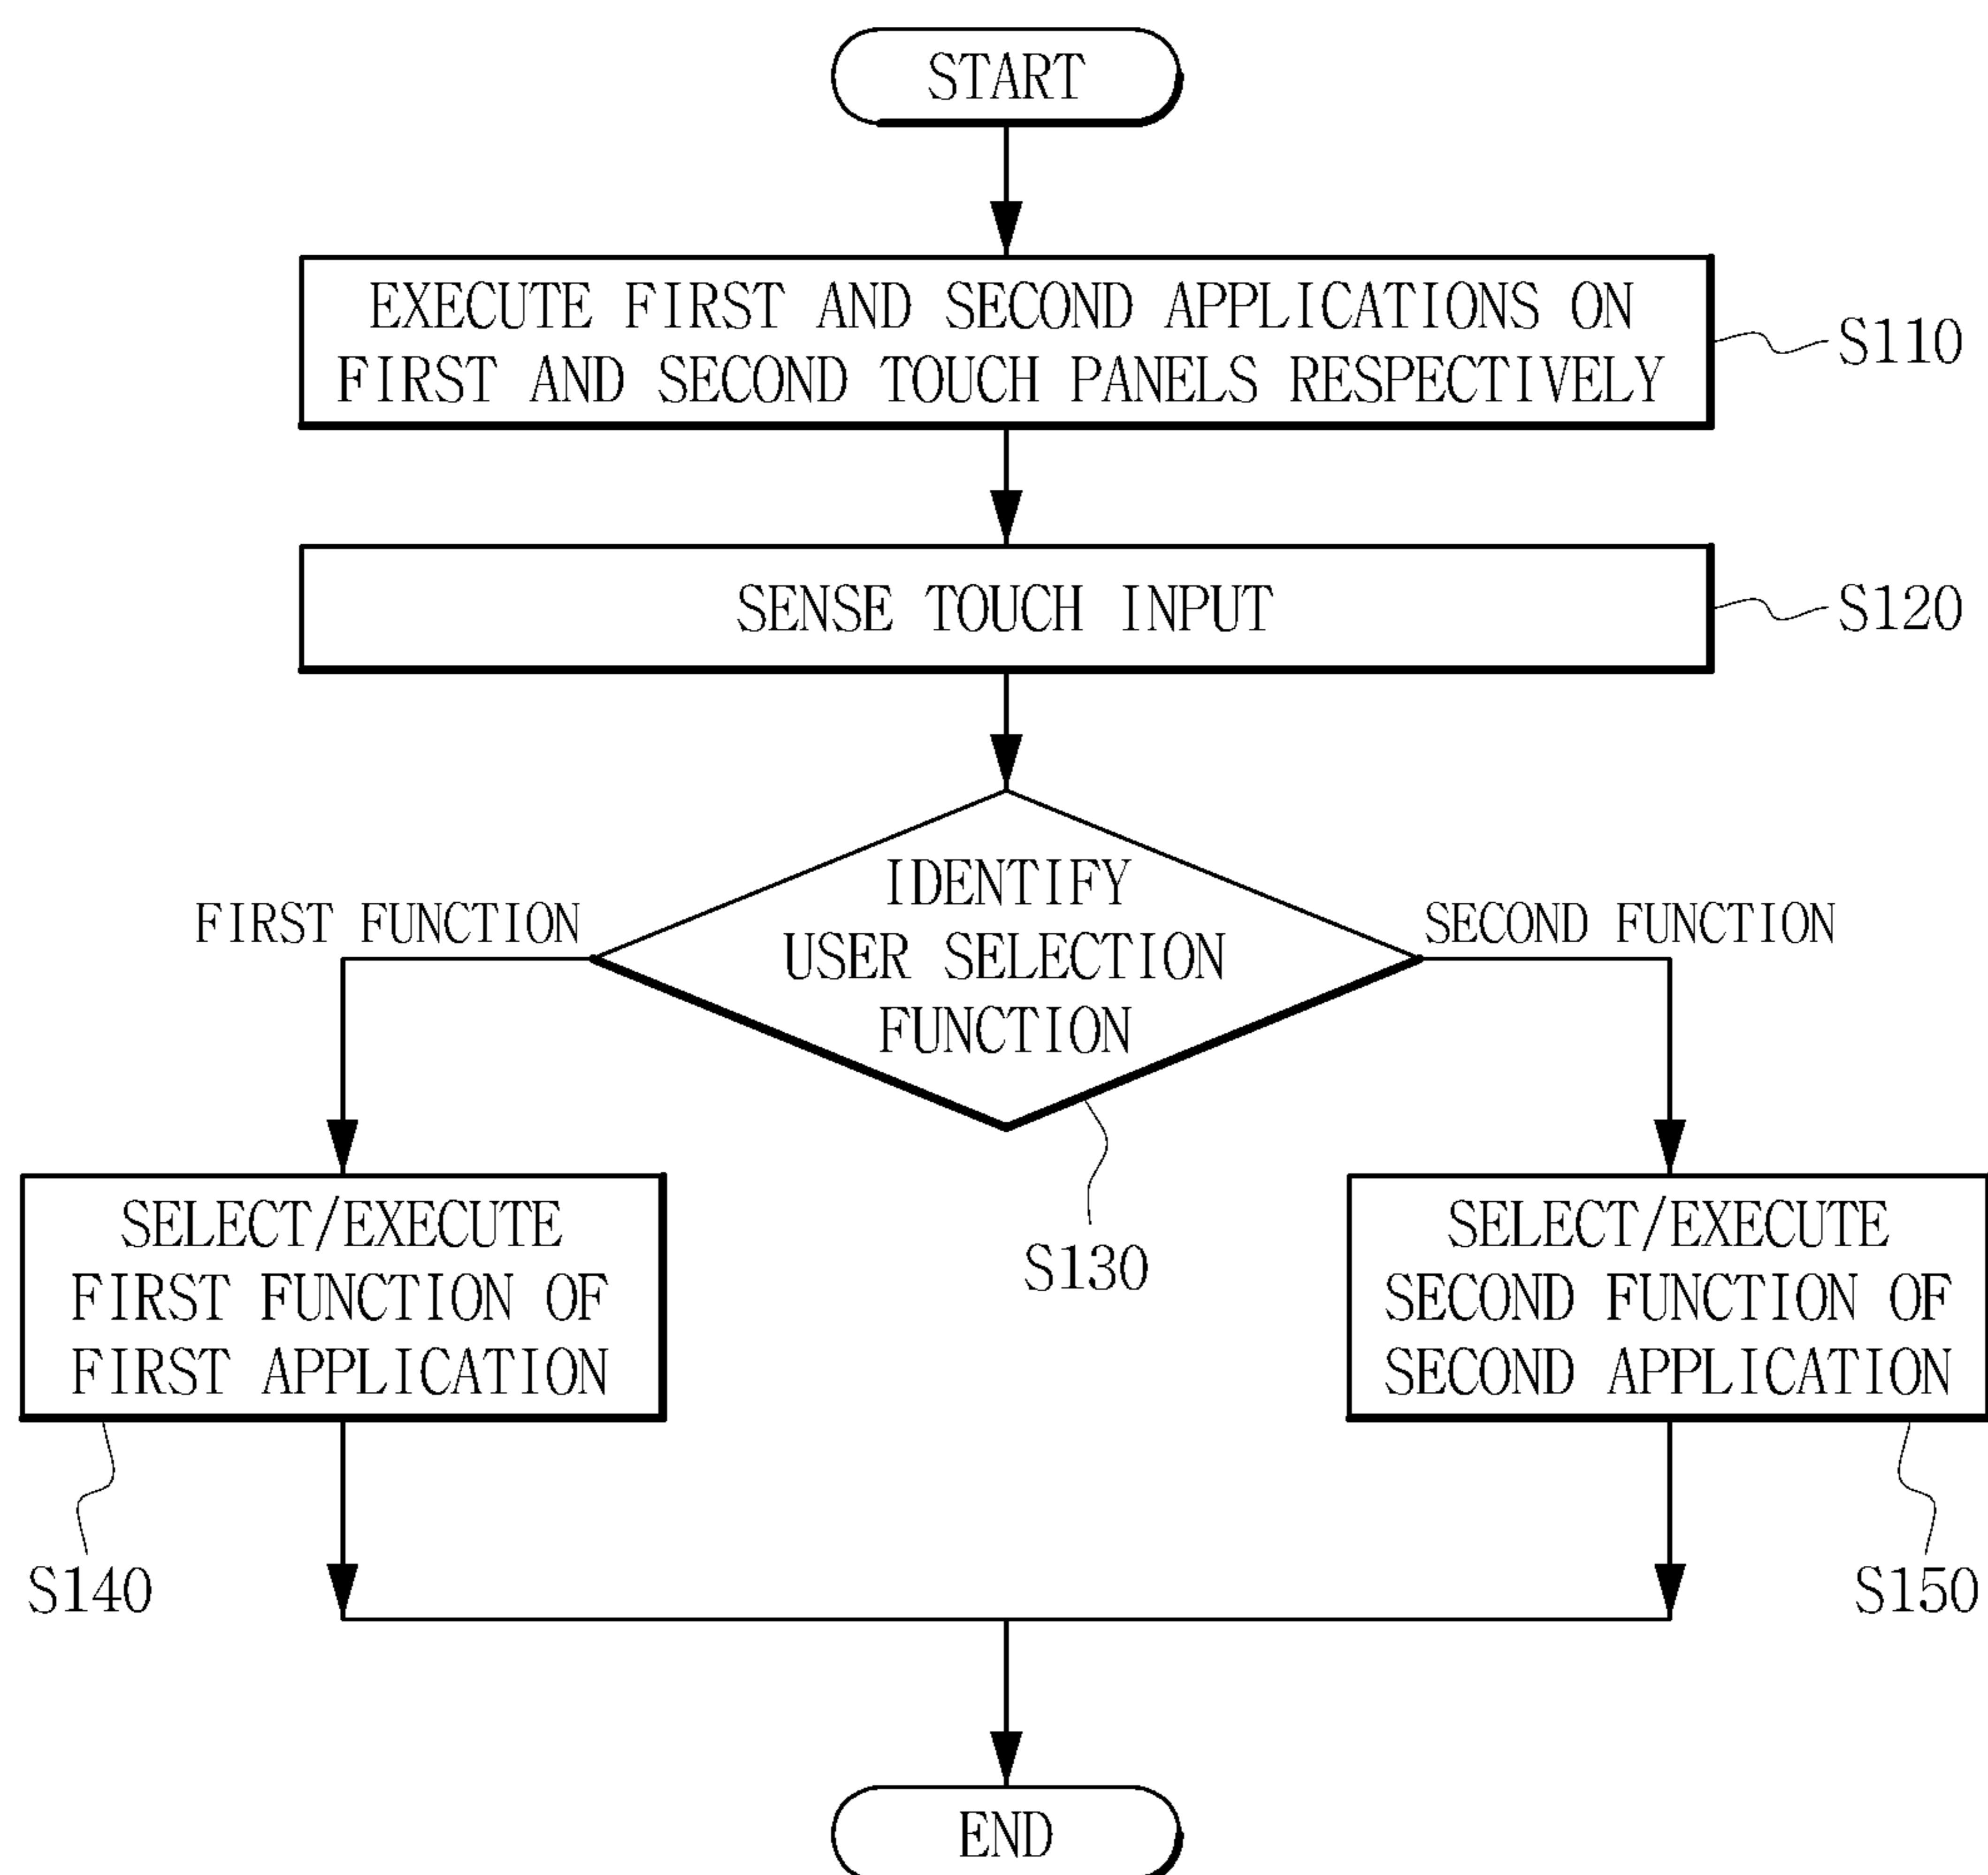 START
EXECUTE FIRST AND SECOND APPLICATIONS ON
FIRST AND SECOND TOUCH PANELS RESPECTIVELY
S110
SENSE TOUCH INPUT
S120
IDENTIFY
USER SELECTION
FUNCTION
FIRST FUNCTION
SECOND FUNCTION
S130
SELECT/EXECUTE
FIRST FUNCTION OF
FIRST APPLICATION
S140
SELECT/EXECUTE
SECOND FUNCTION OF
SECOND APPLICATION
S150
END